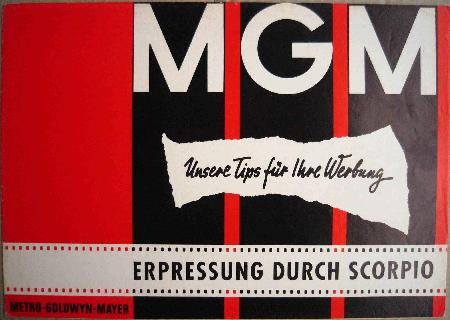 MGM
Unsere Tips für Ihre Werbung
ERPRESSUNG DURCH SCORPIO
METRO-GOLDWYN-MAYER